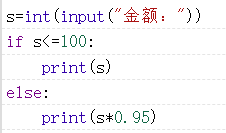 s=int(input("金额："))
if s<=100:
    print(s)
else:
    print(s*0.95)